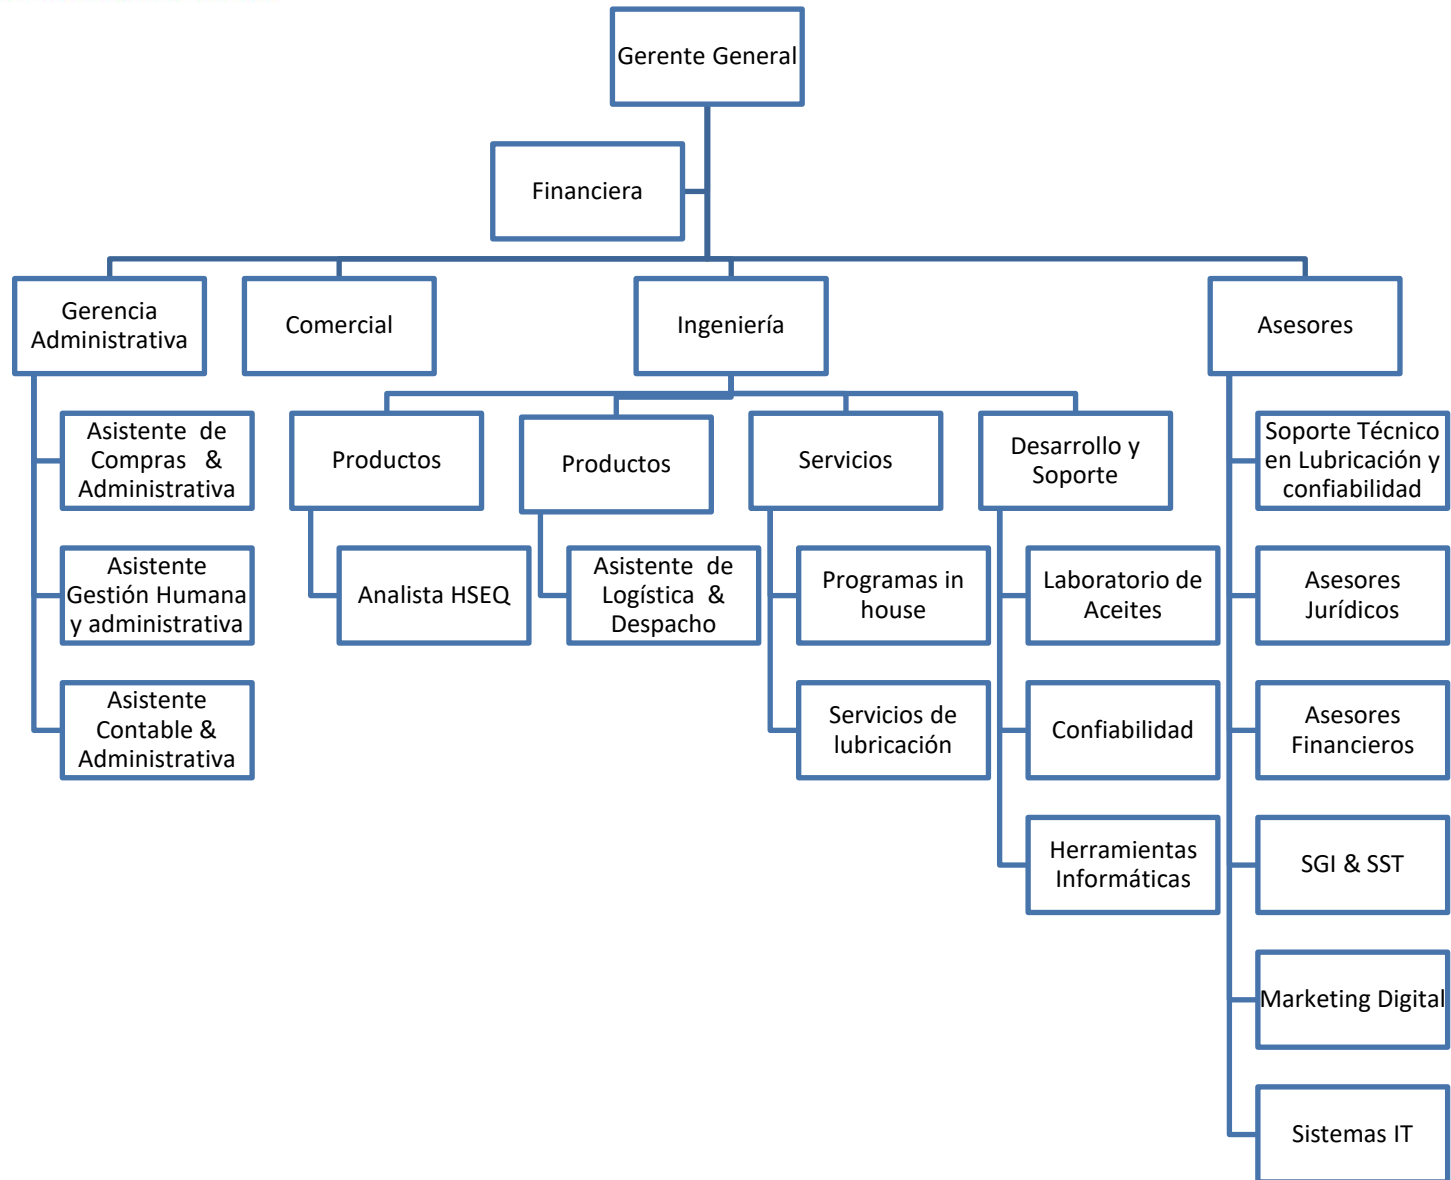 Gerente General
Financiera
Gerencia
Administrativa
Comercial
Ingeniería
Asesores
Asistente de
Compras &
Administrativa
Asistente
Gestión Humana
y administrativa
Asistente
Contable &
Administrativa
Productos
Analista HSEQ
Productos
Asistente de
Logística &
Despacho
Servicios
Programas in
house
Servicios de
lubricación
Desarrollo y
Soporte
Laboratorio de
Aceites
Confiabilidad
Herramientas
Informáticas
Soporte Técnico
en Lubricación y
confiabilidad
Asesores
Jurídicos
Asesores
Financieros
SGI & SST
Marketing Digital
Sistemas IT